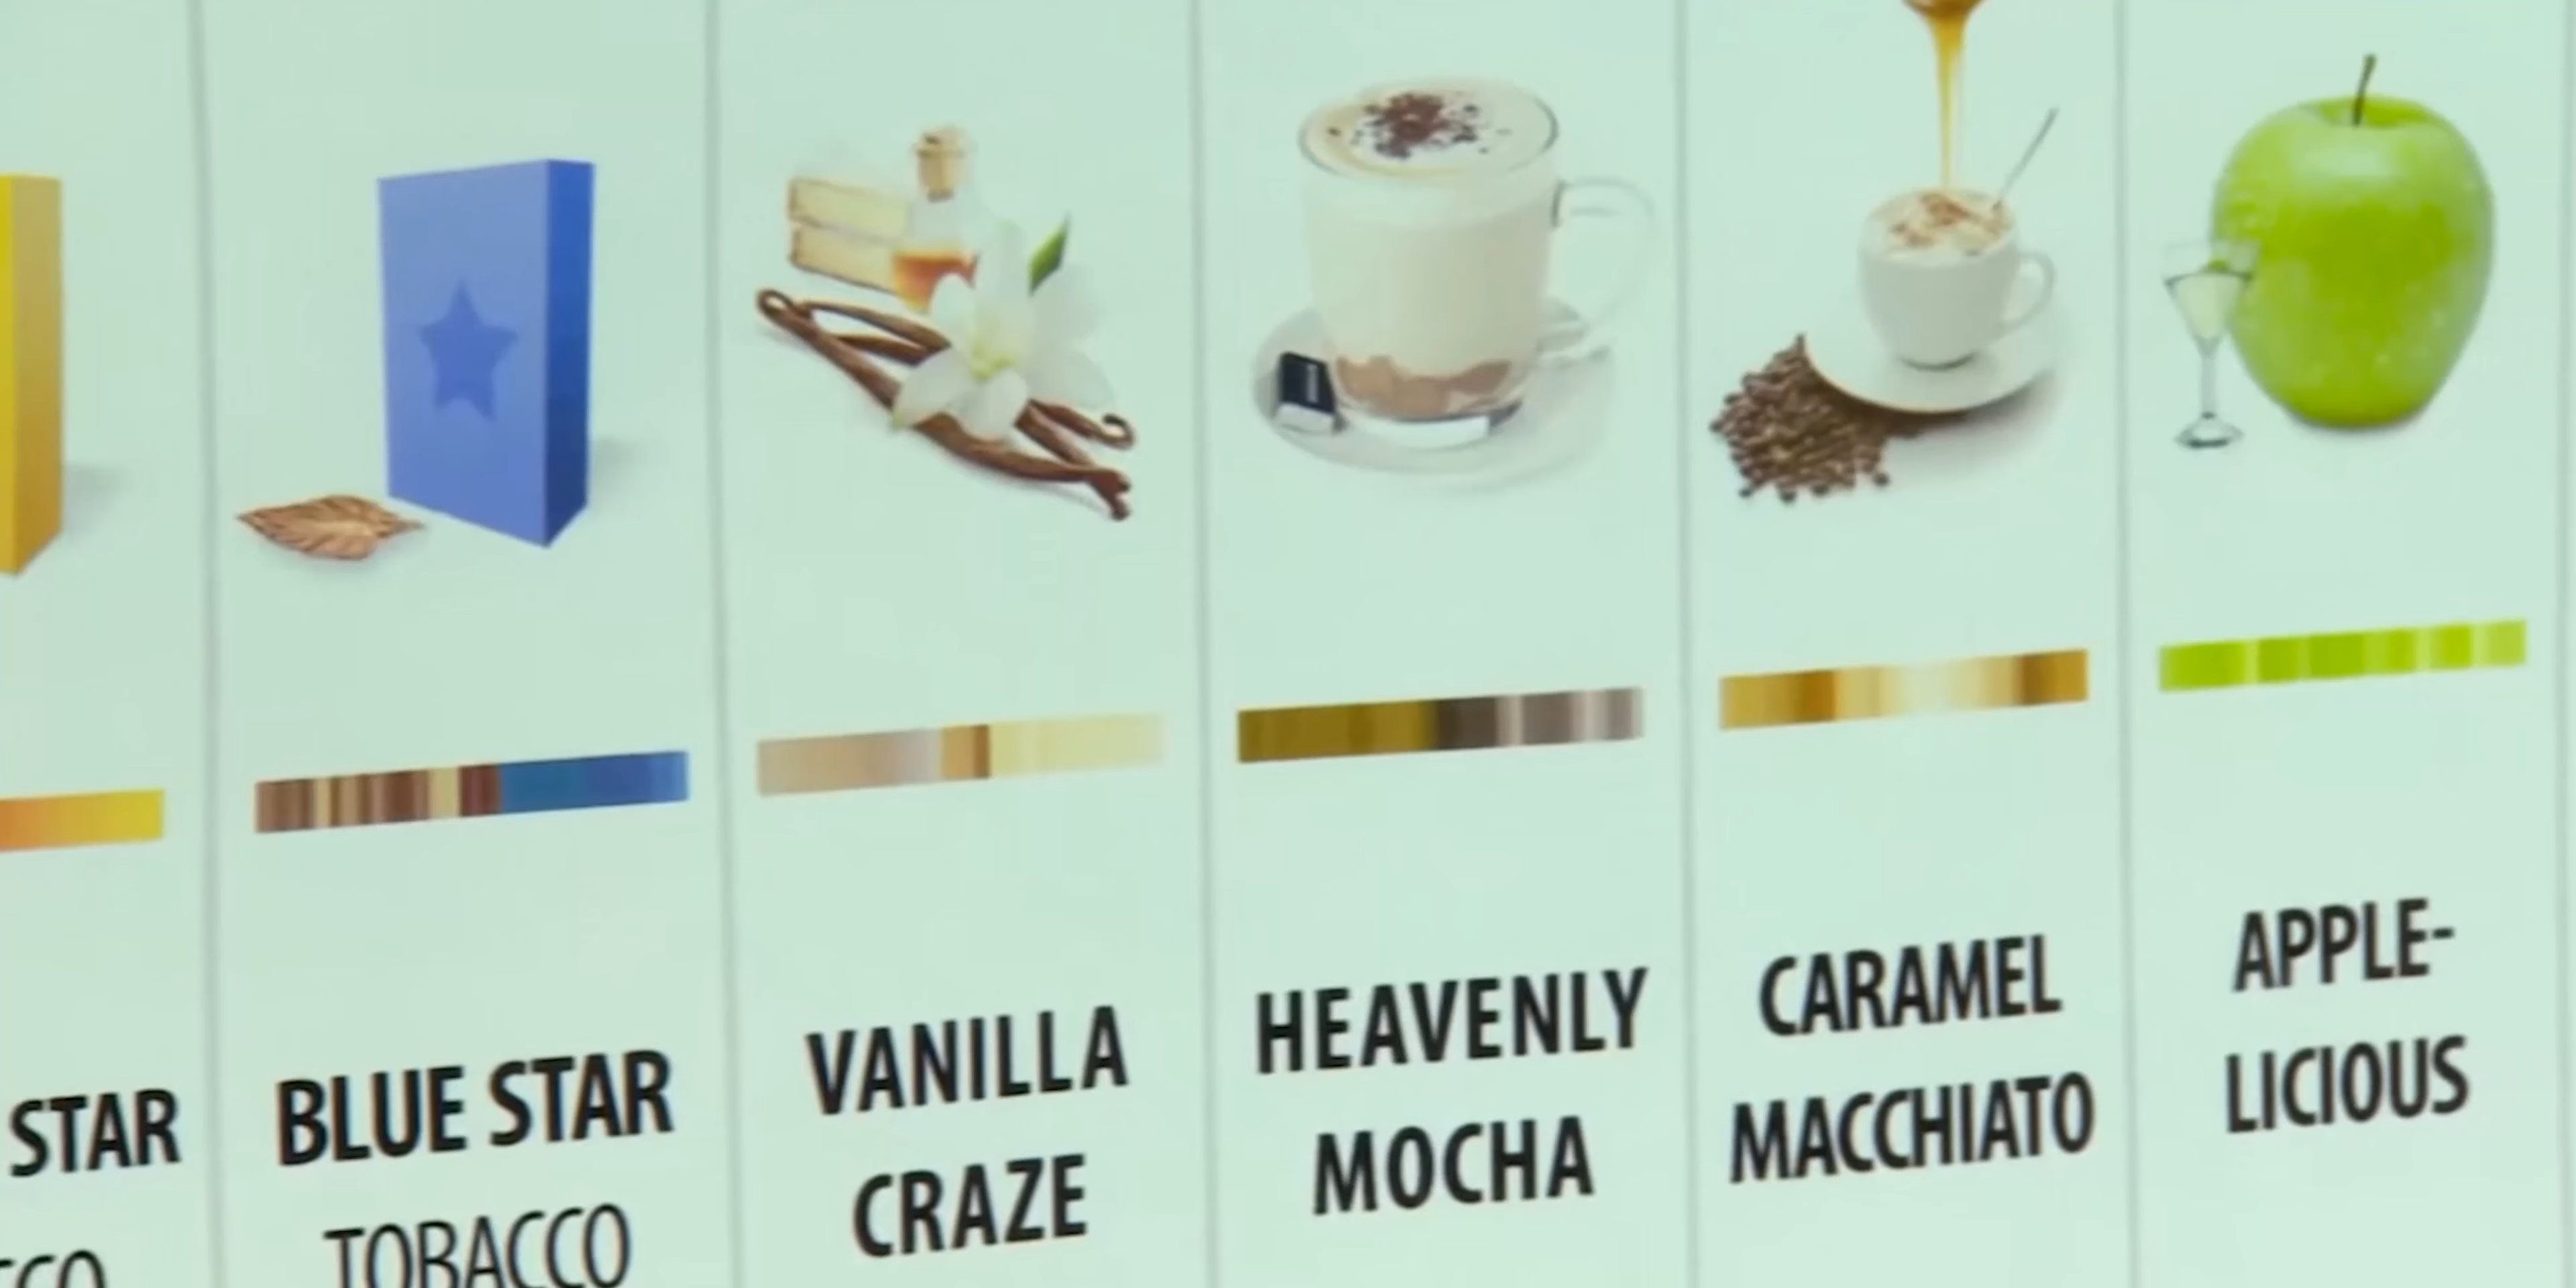 STAR
BLUE STAR
TOBACCO
VANILLA
CRAZE
HEAVENLY
MOCHA
CARAMEL
MACCHIATO
APPLE-
LICIOUS